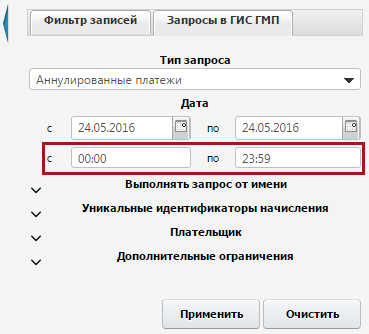 Фильтр записей Запросы в ГИС ГМП
Тип запроса
Аннулированные платежи
Дата
с 24.05.2016 по 24.05.2016
с 00:00 по 23:59
Выполнять запрос от имени
Уникальные идентификаторы начисления
Плательщик
Дополнительные ограничения
Применить Очистить